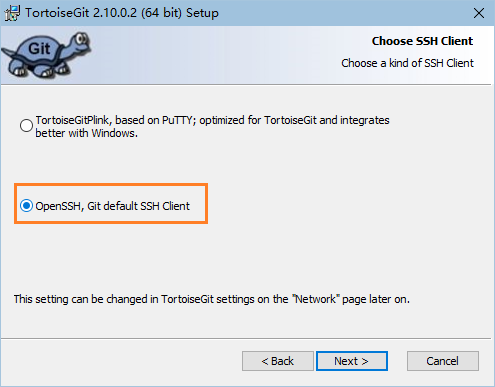 TortoiseGit 2.10.0.2 (64 bit) Setup
Git
Choose SSH Client
Choose a kind of SSH Client
TortoiseGitPlink, based on PuTTY; optimized for TortoiseGit and integrates
better with Windows.
OpenSSH, Git default SSH Client
This setting can be changed in TortoiseGit settings on the "Network" page later on.
< Back
Next >
Cancel